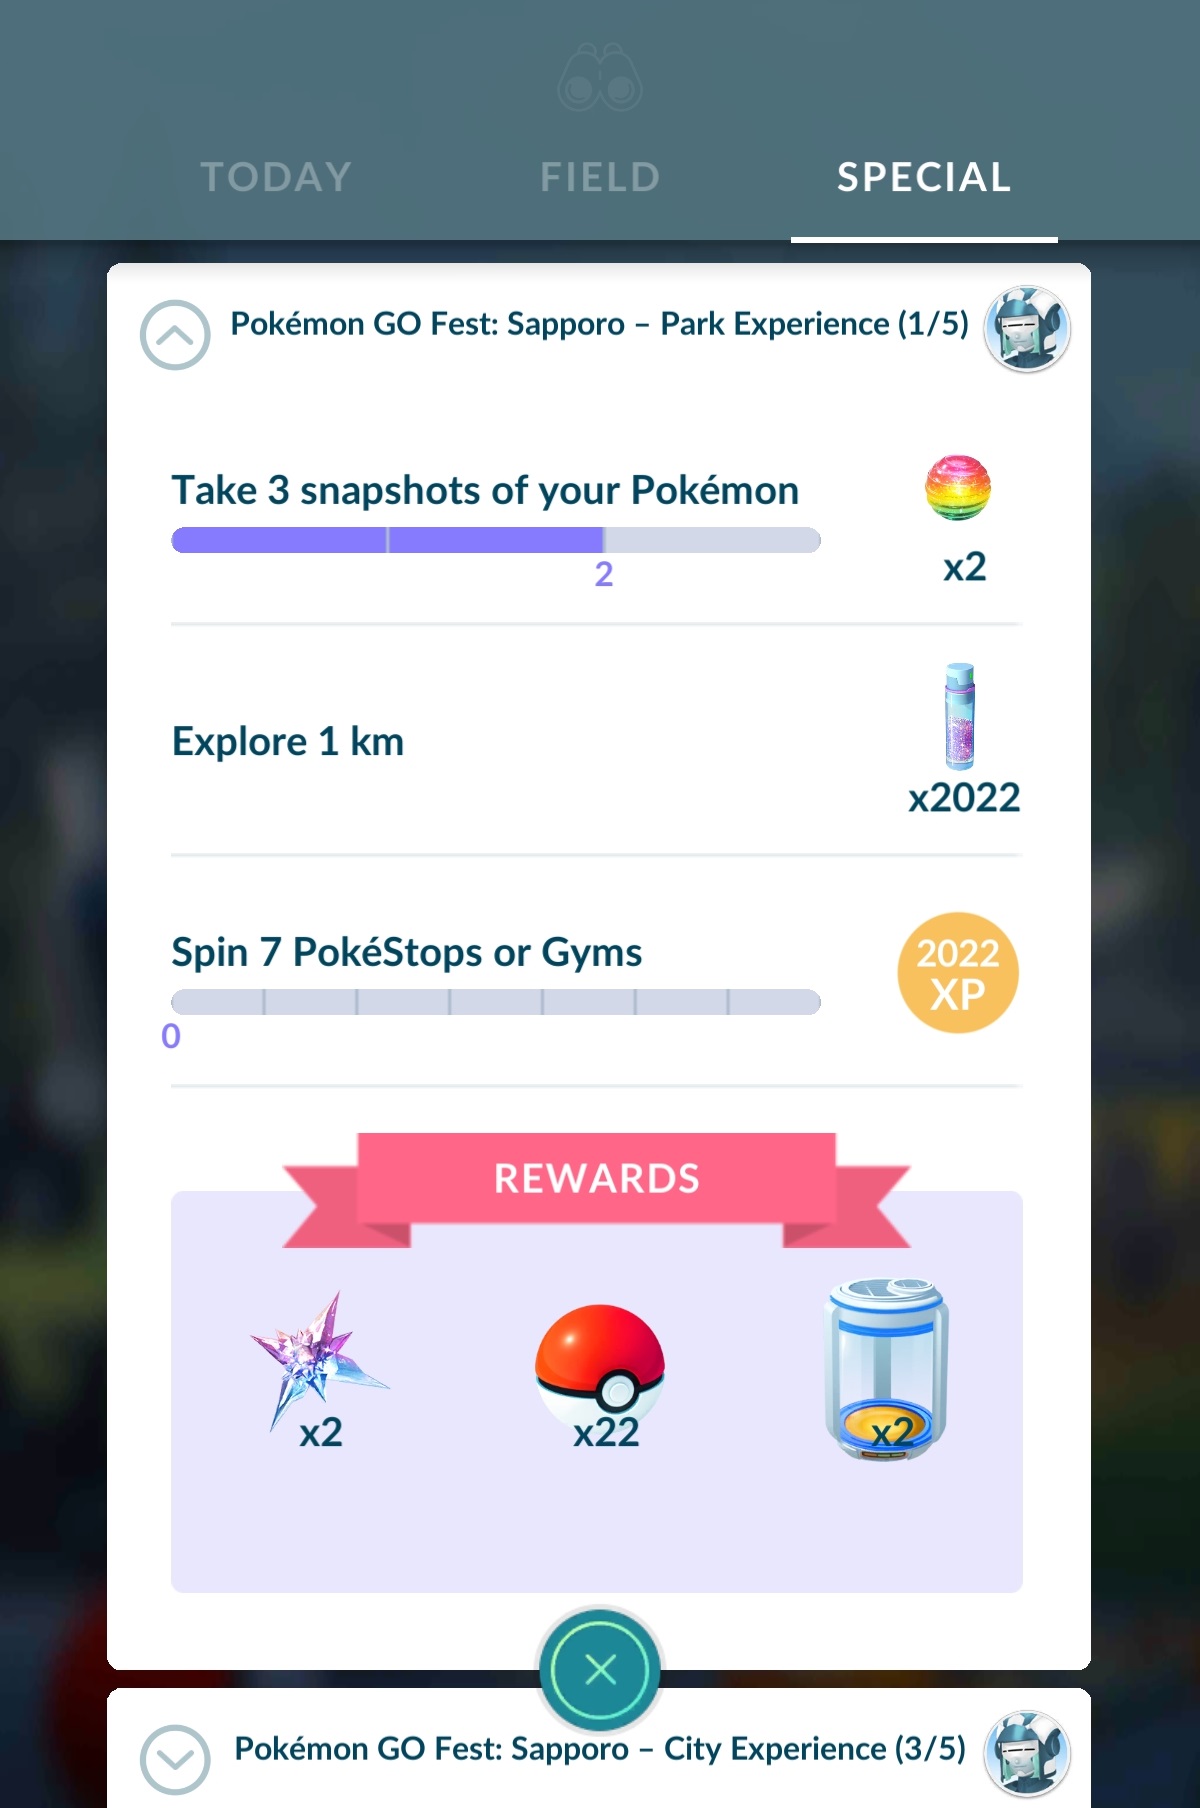 TODAY FIELD SPECIAL
Pokémon GO Fest: Sapporo – Park Experience (1/5)
Take 3 snapshots of your Pokémon
2
x2
Explore 1 km
x2022
Spin 7 PokéStops or Gyms
0
2022
XP
REWARDS
x2 x22 x2
Pokémon GO Fest: Sapporo – City Experience (3/5)